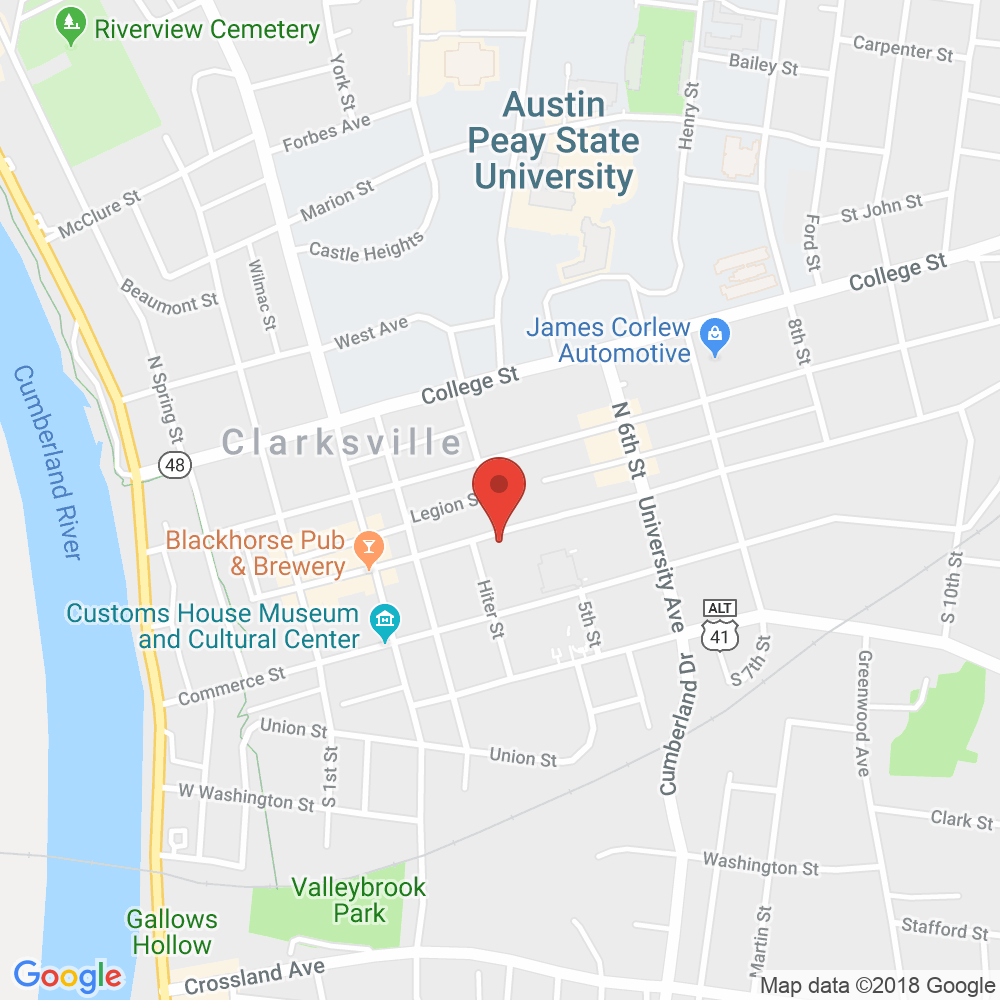 Riverview Cemetery
York St
Carpenter St
Bailey St
Austin
Peay State
University
Henry St
Forbes Ave
McClure St
Marion St
St John St
Ford St
Castle Heights
Wilmac St
College St
Beaumont St
West Ave
James Corlew
Automotive
8th St
N Spring St
College St
Cumberland River
Clarksville
N 6th St
48
Legion S
Blackhorse Pub
& Brewery
University Ave
Hiter St
5th St
S 10th St
Customs House Museum
and Cultural Center
ALT
41
S 7th St
Commerce St
Greenwood Ave
Union St
Union St
Cumberland Dr
S 1st St
W Washington St
Clark St
Washington St
Valleybrook
Park
Gallows
Hollow
Martin St
Stafford St
Crossland Ave
Google
Map data ©2018 Google